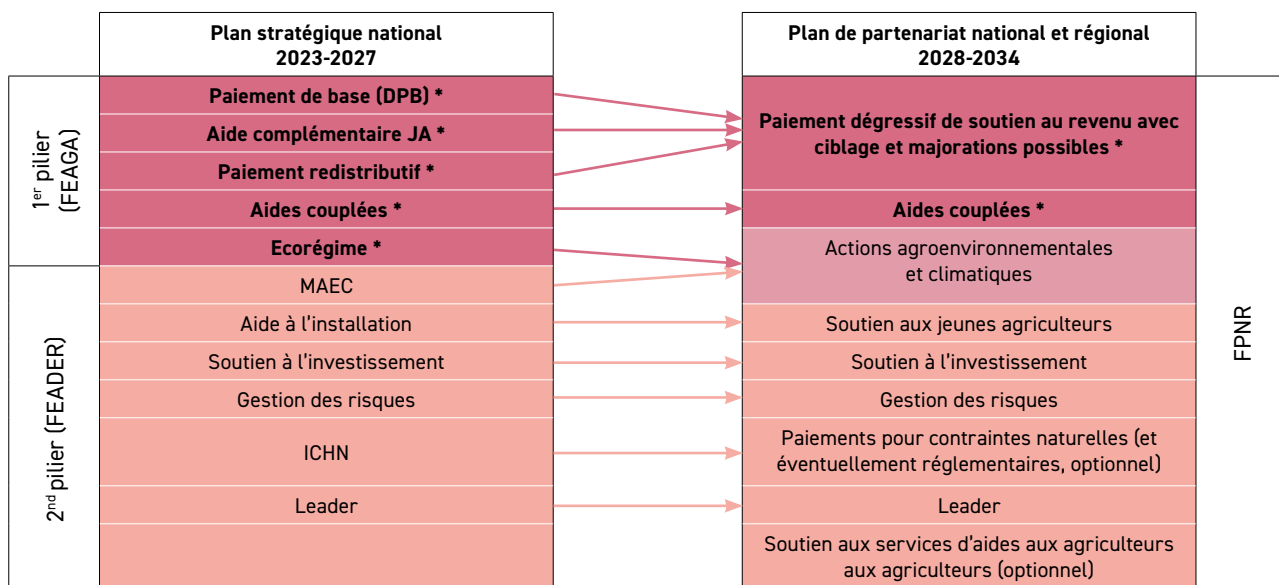 Plan stratégique national
2023-2027
Plan de partenariat national et régional
2028-2034
1er pilier
(FEAGA)
Paiement de base (DPB) *
Aide complémentaire JA *
Paiement redistributif *
Aides couplées *
Ecorégime *
2nd pilier (FEADER)
MAEC
Aide à l'installation
Soutien à l'investissement
Gestion des risques
ICHN
Leader
Paiement dégressif de soutien au revenu avec
ciblage et majorations possibles *
Aides couplées *
Actions agroenvironnementales
et climatiques
Soutien aux jeunes agriculteurs
Soutien à l'investissement
Gestion des risques
Paiements pour contraintes naturelles (et
éventuellement réglementaires, optionnel)
Leader
Soutien aux services d'aides aux agriculteurs
aux agriculteurs (optionnel)
FPNR